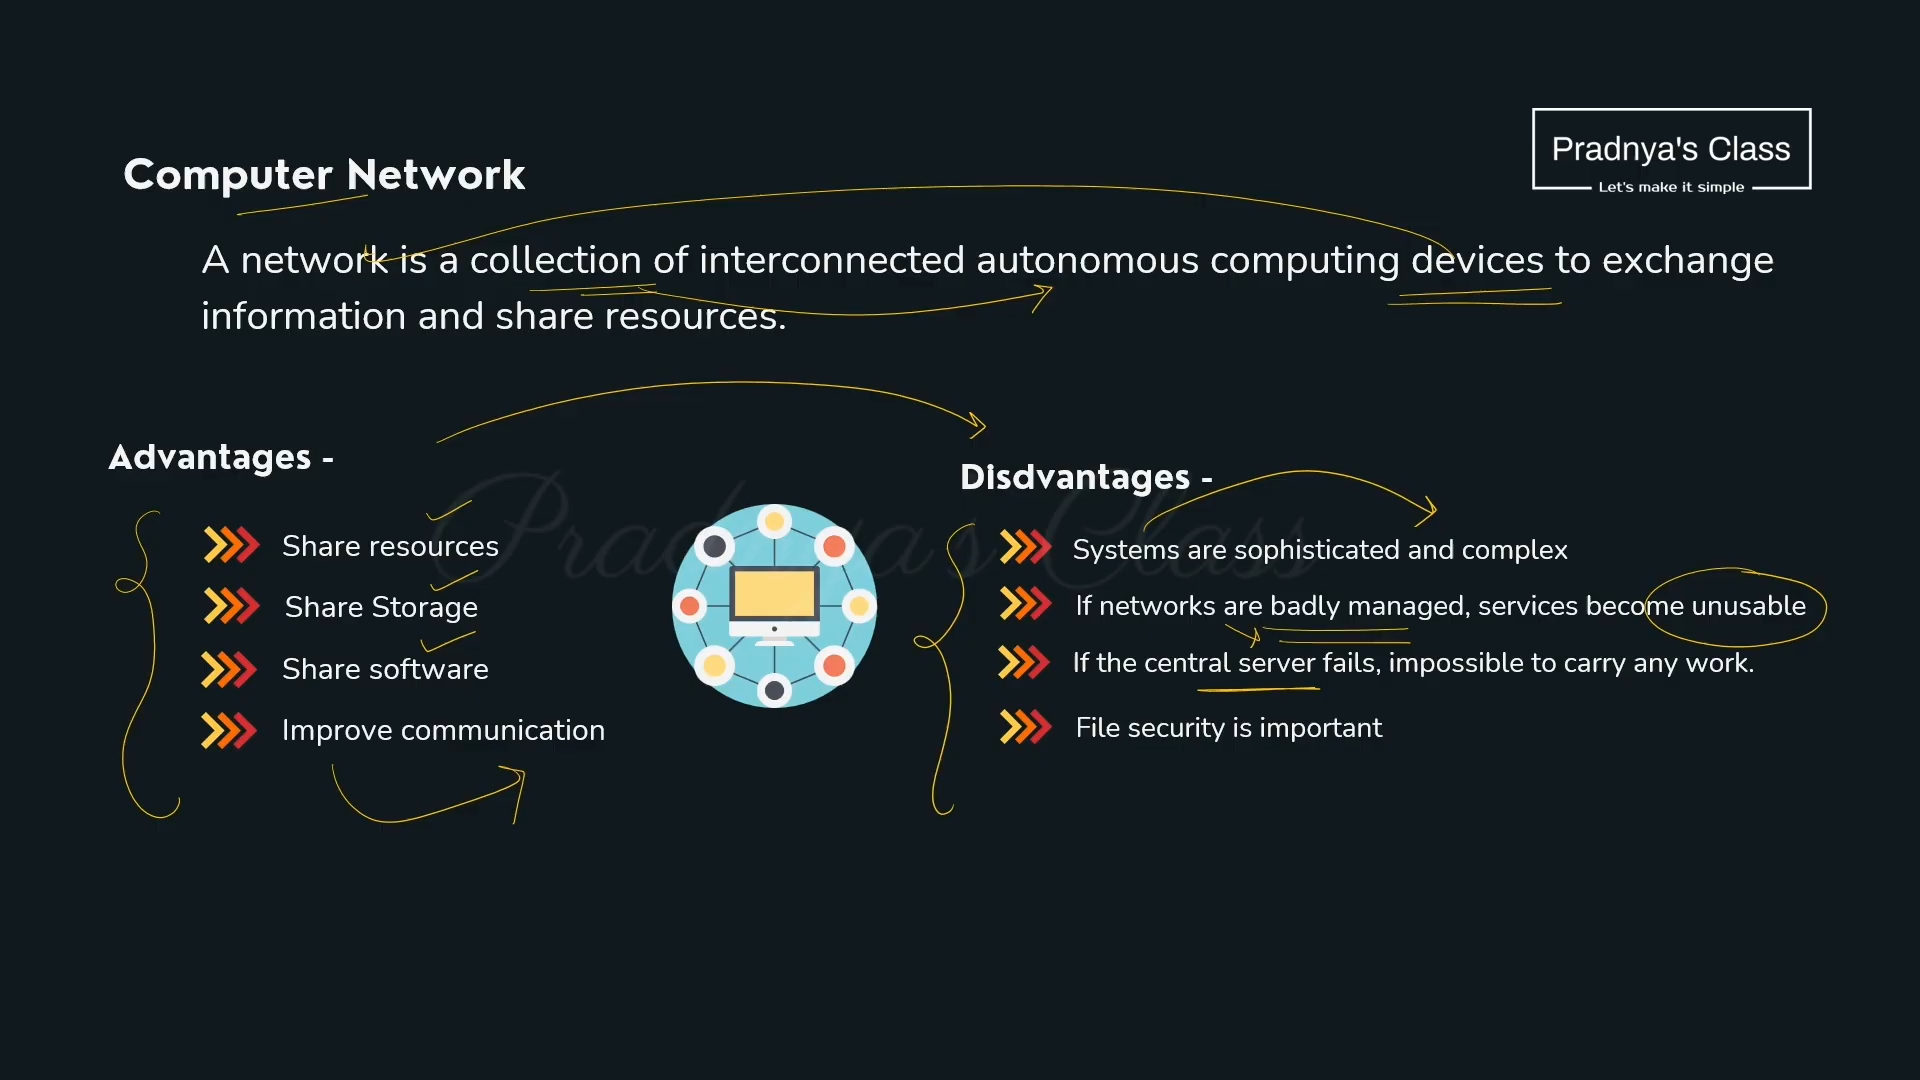 Pradnya's Class
Let's make it simple
Computer Network
A network is a collection of interconnected autonomous computing devices to exchange
information and share resources.
Advantages -
Share resources
Share Storage
Share software
Improve communication
Disdvantages -
Systems are sophisticated and complex
If networks are badly managed, services become unusable
If the central server fails, impossible to carry any work.
File security is important
Pradnya's Class